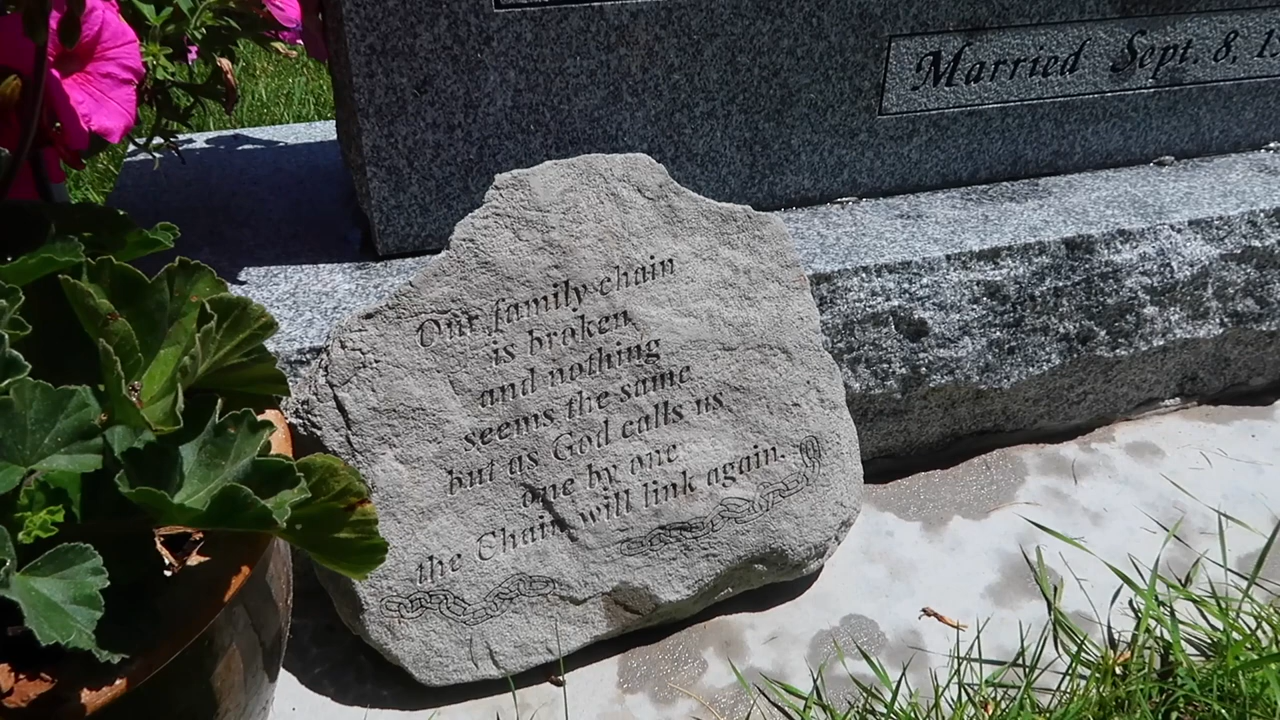 Married Sept. 8,
Our family chain
is broken
and nothing
seems the same
but as God calls us
one by one
the Chain will link again.